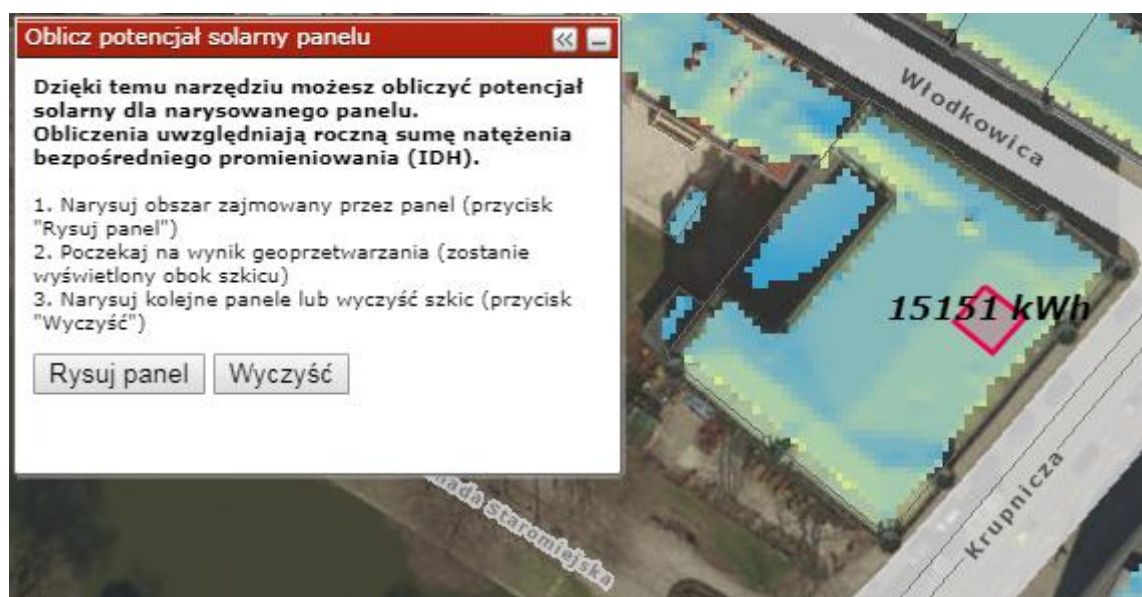 Oblicz potencjał solarny panelu
Dzięki temu narzędziu możesz obliczyć potencjał
solarny dla narysowanego panelu.
Obliczenia uwzględniają roczną sumę natężenia
bezpośredniego promieniowania (IDH).
1. Narysuj obszar zajmowany przez panel (przycisk
"Rysuj panel")
2. Poczekaj na wynik geoprzetwarzania (zostanie
wyświetlony obok szkicu)
3. Narysuj kolejne panele lub wyczyść szkic (przycisk
"Wyczyść")
Rysuj panel Wyczyść
Włodkowica
15151 kWh
Krupnicza
Staromiejska